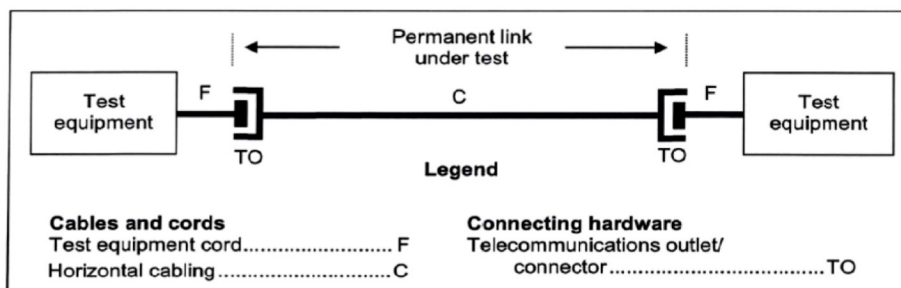 Permanent link
under test
Test
equipment
F
C
F
Test
equipment
TO
TO
Legend
Cables and cords
Test equipment cord.............................. F
Horizontal cabling .................................. C
Connecting hardware
Telecommunications outlet/
connector.....................................TO